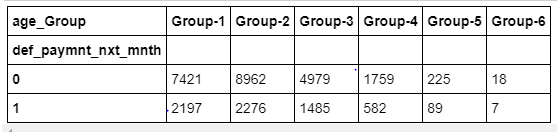 age_Group Group-1 Group-2 Group-3 Group-4 Group-5 Group-6
def_paymnt_nxt_mnth
0 7421 8962 4979 1759 225 18
1 2197 2276 1485 582 89 7